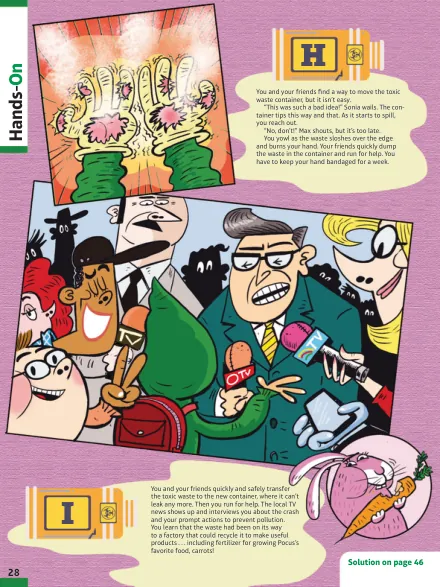 Hands-On
H
You and your friends find a way to move the toxic
waste container, but it isn't easy.
"This was such a bad idea!" Sonia wails. The con-
tainer tips this way and that. As it starts to spill,
you reach out.
"No, don't!" Max shouts, but it's too late.
You yowl as the waste sloshes over the edge
and burns your hand. Your friends quickly dump
the waste in the container and run for help. You
have to keep your hand bandaged for a week.
TV
TV
I
You and your friends quickly and safely transfer
the toxic waste to the new container, where it can't
leak any more. Then you run for help. The local TV
news shows up and interviews you about the crash
and your prompt actions to prevent pollution.
You learn that the waste had been on its way
to a factory that could recycle it to make useful
products . . . including fertilizer for growing Pocus's
favorite food, carrots!
Solution on page 46
28